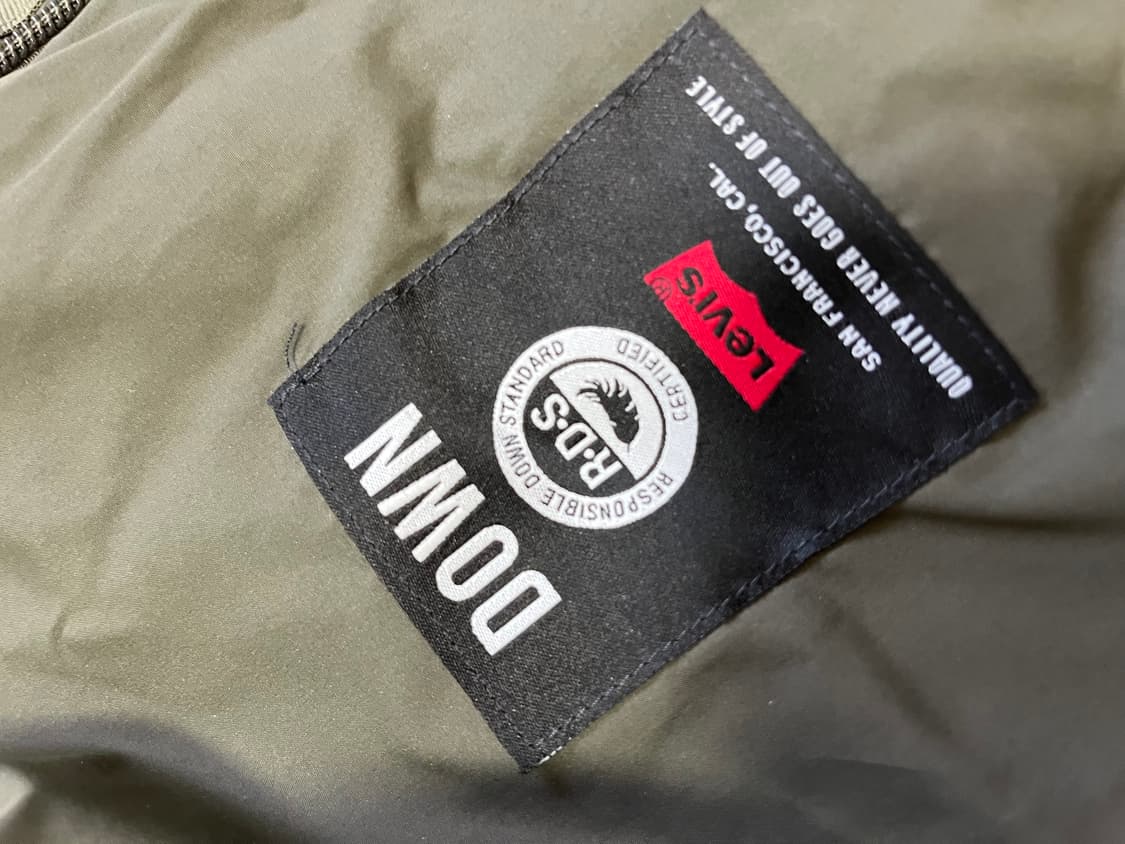 DOWN
RESPONSIBLE DOWN STANDARD
R·D·S
CERTIFIED
Levi's®
SAN FRANCISCO, CAL.
QUALITY NEVER GOES OUT OF STYLE